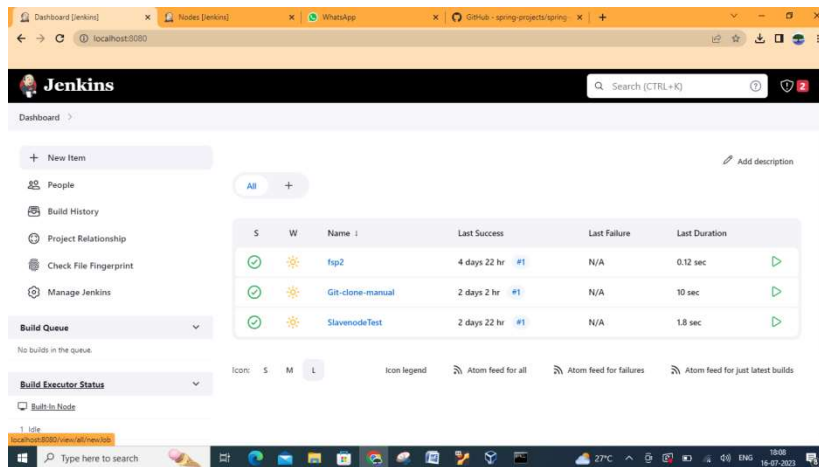 Dashboard [Jenkins]
Nodes [Jenkins]
WhatsApp
GitHub - spring-projects/spring-
localhost:8080
Jenkins
Search (CTRL+K)
2
Dashboard
New Item
Add description
People
All +
Build History
Project Relationship
S W Name ↓ Last Success Last Failure Last Duration
Check File Fingerprint
fsp2 4 days 22 hr #1 N/A 0.12 sec
Manage Jenkins
Git-clone-manual 2 days 2 hr #1 N/A 10 sec
SlavenodeTest 2 days 22 hr #1 N/A 1.8 sec
Build Queue
No builds in the queue.
Icon: S M L Icon legend Atom feed for all Atom feed for failures Atom feed for just latest builds
Build Executor Status
Built-In Node
1 Idle
localhost:8080/view/all/newJob
Type here to search
27°C
ENG
18:08
16-07-2023